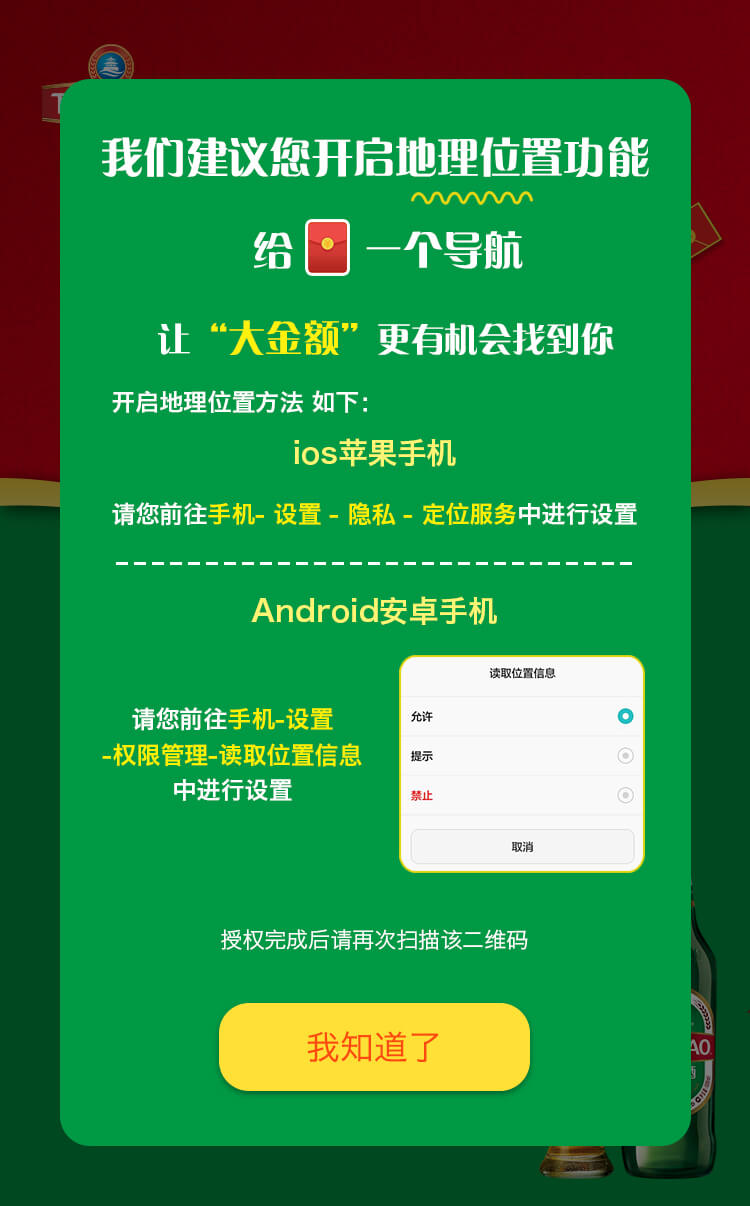 我们建议您开启地理位置功能
给 一个导航
让“大金额”更有机会找到你
开启地理位置方法 如下：
ios苹果手机
请您前往手机- 设置 - 隐私 - 定位服务中进行设置
Android安卓手机
请您前往手机-设置
-权限管理-读取位置信息
中进行设置
读取位置信息
允许
提示
禁止
取消
授权完成后请再次扫描该二维码
我知道了
T
AO